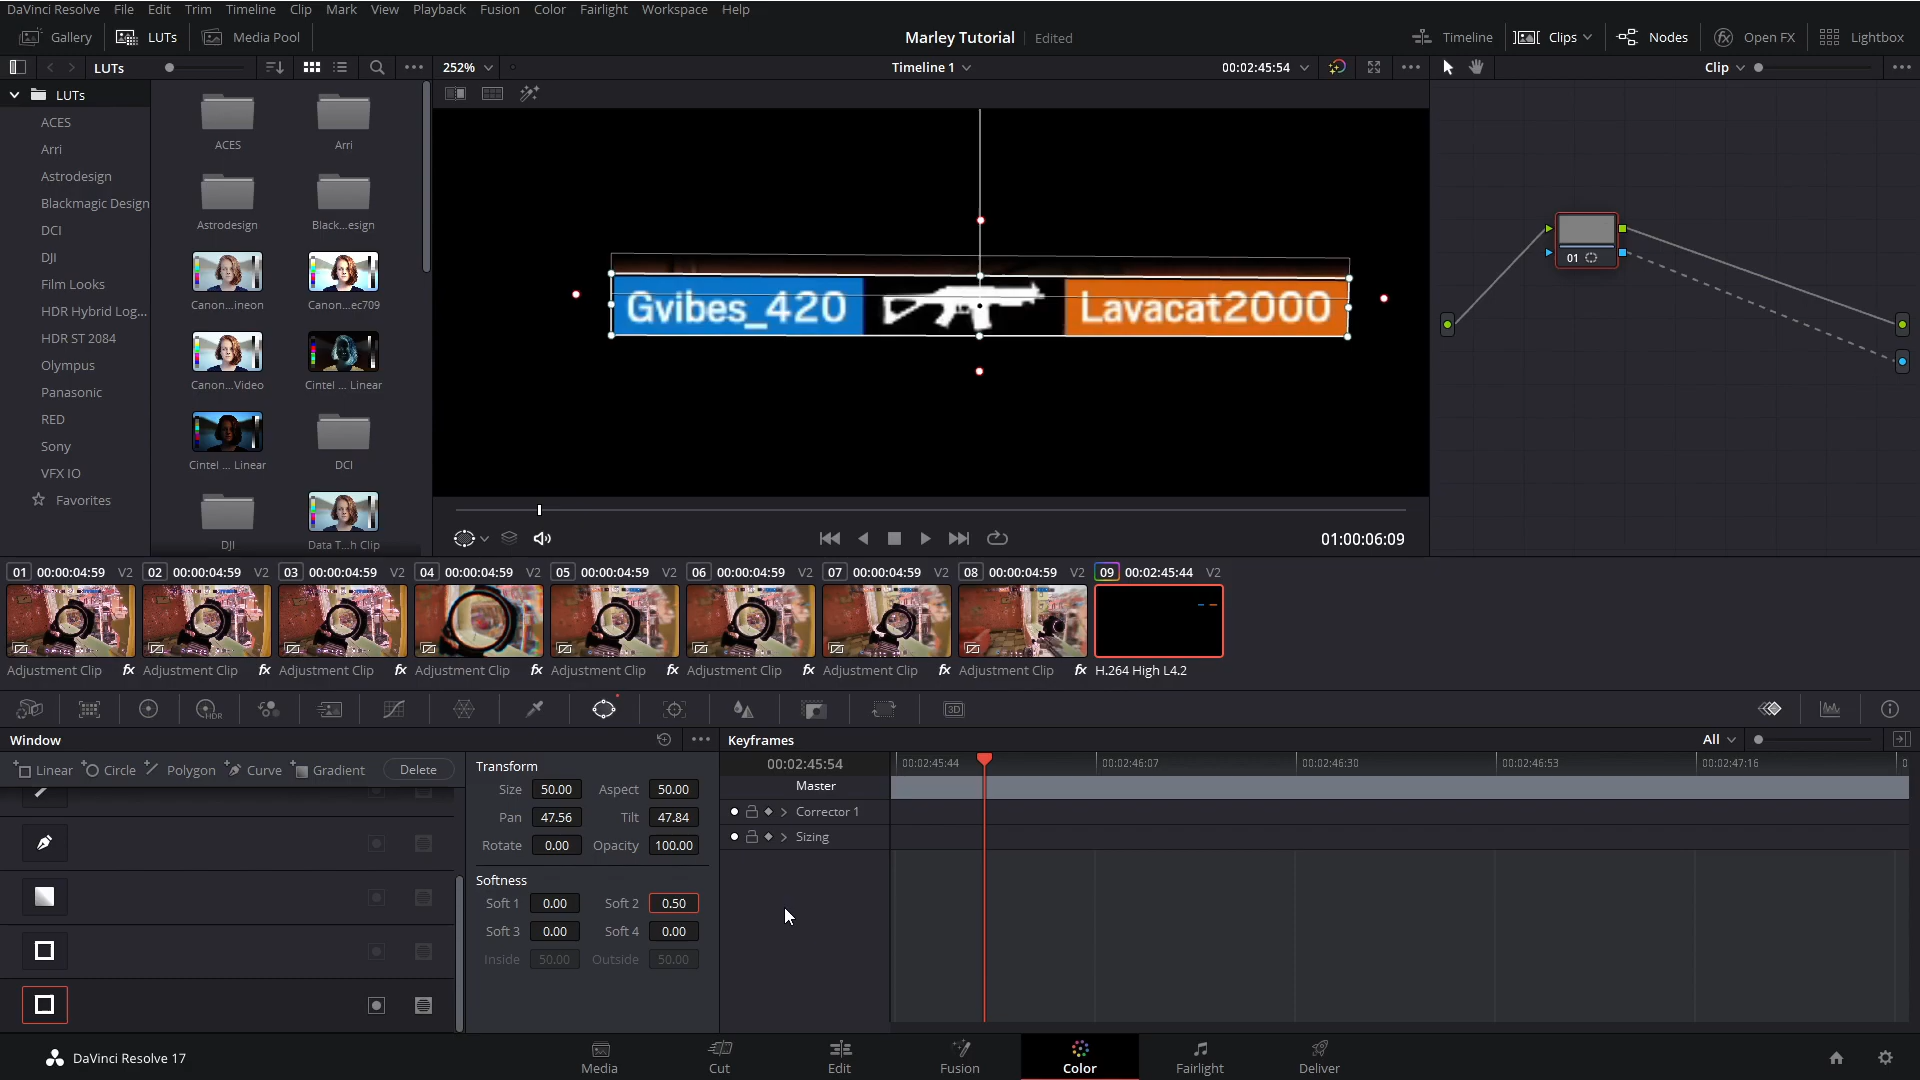 DaVinci Resolve File Edit Trim Timeline Clip Mark View Playback Fusion Color Fairlight Workspace Help
Gallery LUTs Media Pool Marley Tutorial Edited Timeline Clips Nodes Open FX Lightbox
LUTs 252% Timeline 1 00:02:45:54 Clip
LUTs
ACES
Arri
Astrodesign
Blackmagic Design
DCI
DJI
Film Looks
HDR Hybrid Log...
HDR ST 2084
Olympus
Panasonic
RED
Sony
VFX IO
Favorites
ACES Arri
Astrodesign Black...esign
Canon...ineon Canon...ec709
Canon...Video Cintel ... Linear
Cintel ... Linear DCI
DJI Data T...h Clip
Gvibes_420 Lavacat2000
01
01:00:06:09
01 00:00:04:59 V2 02 00:00:04:59 V2 03 00:00:04:59 V2 04 00:00:04:59 V2 05 00:00:04:59 V2 06 00:00:04:59 V2 07 00:00:04:59 V2 08 00:00:04:59 V2 09 00:02:45:44 V2
Adjustment Clip fx Adjustment Clip fx Adjustment Clip fx Adjustment Clip fx Adjustment Clip fx Adjustment Clip fx Adjustment Clip fx Adjustment Clip fx H.264 High L4.2
HDR 3D
Window Keyframes All
Linear Circle Polygon Curve Gradient Delete
Transform
Size 50.00 Aspect 50.00
Pan 47.56 Tilt 47.84
Rotate 0.00 Opacity 100.00
Softness
Soft 1 0.00 Soft 2 0.50
Soft 3 0.00 Soft 4 0.00
Inside 50.00 Outside 50.00
00:02:45:54 00:02:45:44 00:02:46:07 00:02:46:30 00:02:46:53 00:02:47:16 0
Master
Corrector 1
Sizing
DaVinci Resolve 17 Media Cut Edit Fusion Color Fairlight Deliver